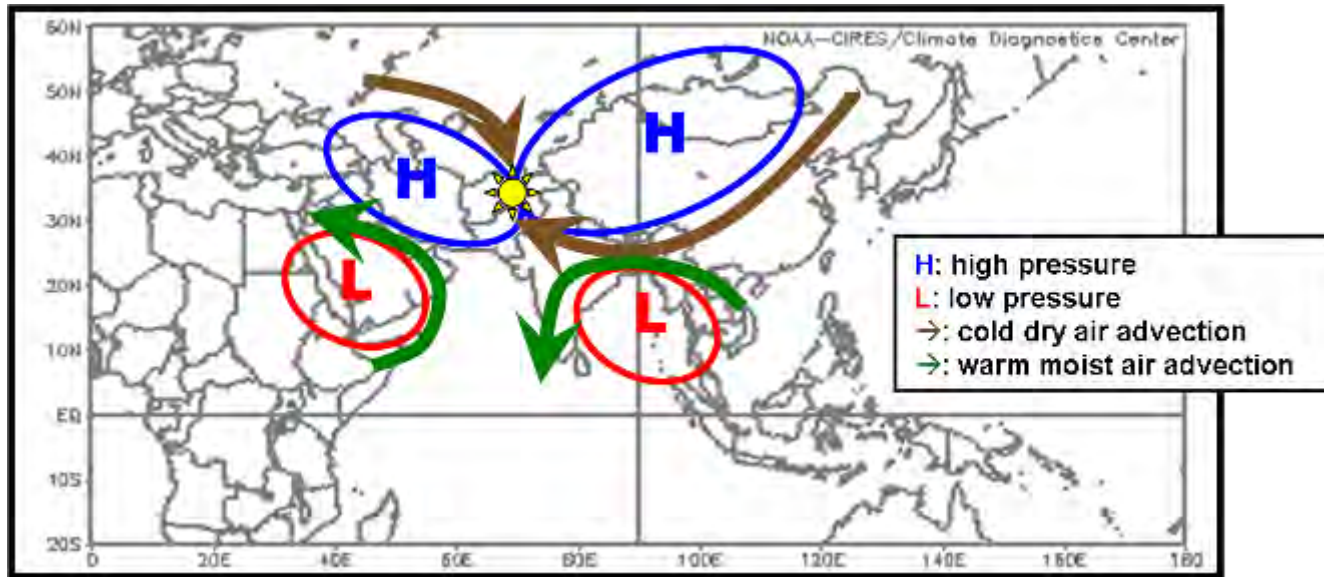 60N
NOAA-CIRES/Climate Diagnostics Center
50N
H
40N
H
30N
L
20N
L
10N
EQ
10S
20S
0 20E 40E 60E 80E 100E 120E 140E 160E 180
H: high pressure
L: low pressure
→: cold dry air advection
→: warm moist air advection